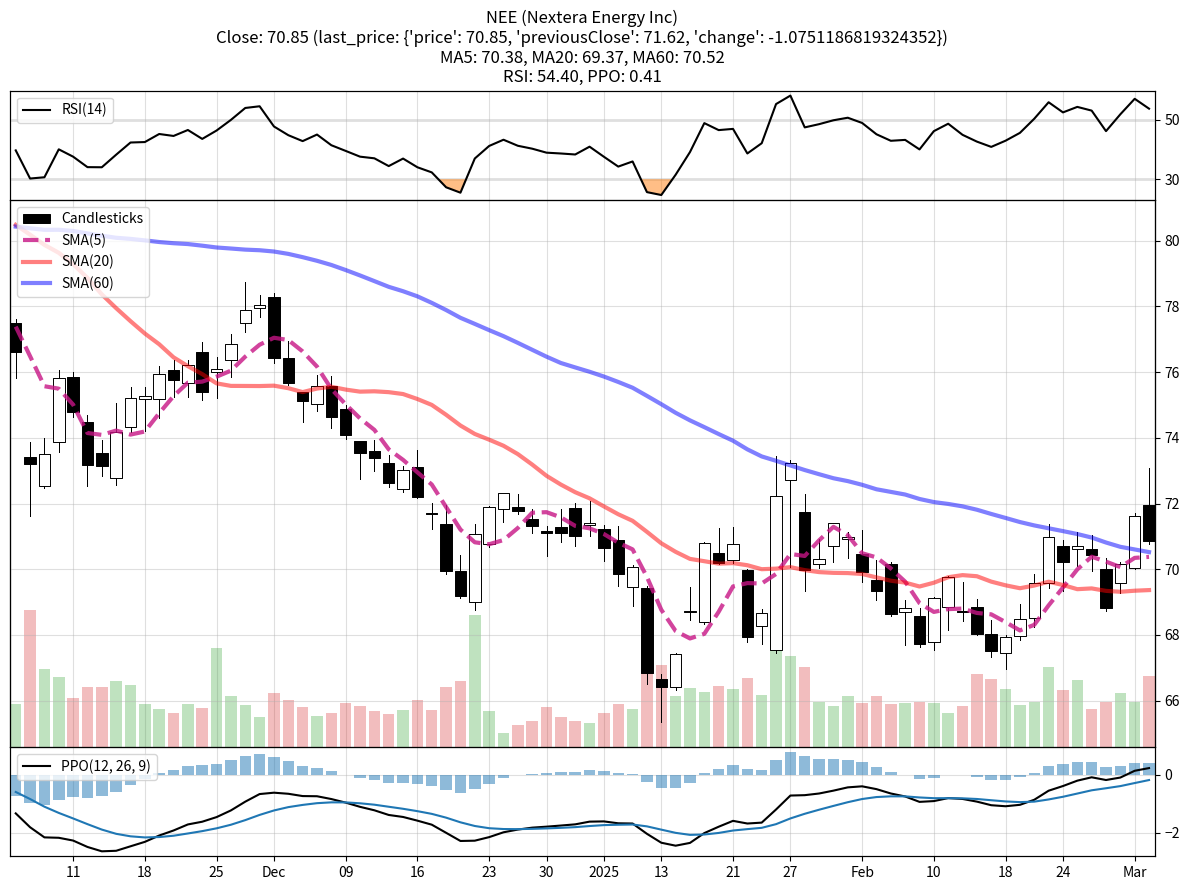 NEE (Nextera Energy Inc)
Close: 70.85 (last_price: {'price': 70.85, 'previousClose': 71.62, 'change': -1.0751186819324352})
MA5: 70.38, MA20: 69.37, MA60: 70.52
RSI: 54.40, PPO: 0.41
RSI(14)
50
30
Candlesticks
SMA(5)
SMA(20)
SMA(60)
80
78
76
74
72
70
68
66
PPO(12, 26, 9)
0
−2
11 18 25 Dec 09 16 23 30 2025 13 21 27 Feb 10 18 24 Mar